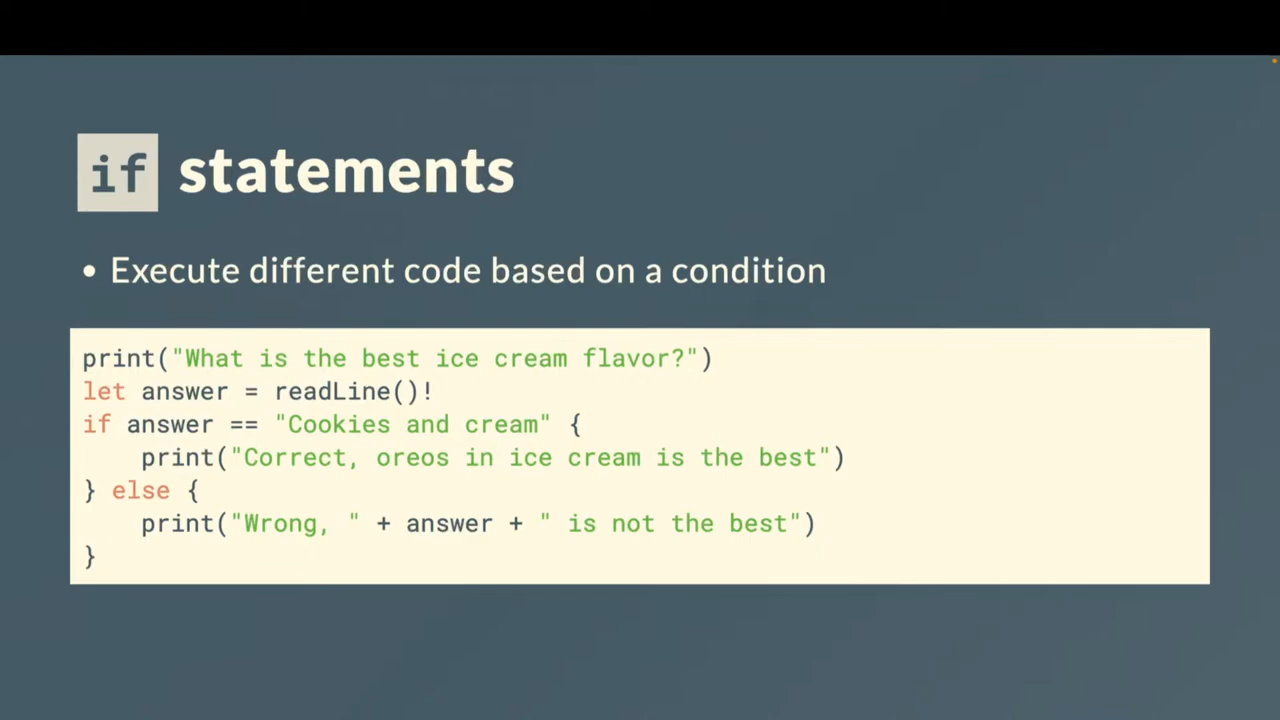 if statements
• Execute different code based on a condition
print("What is the best ice cream flavor?")
let answer = readLine()!
if answer == "Cookies and cream" {
    print("Correct, oreos in ice cream is the best")
} else {
    print("Wrong, " + answer + " is not the best")
}